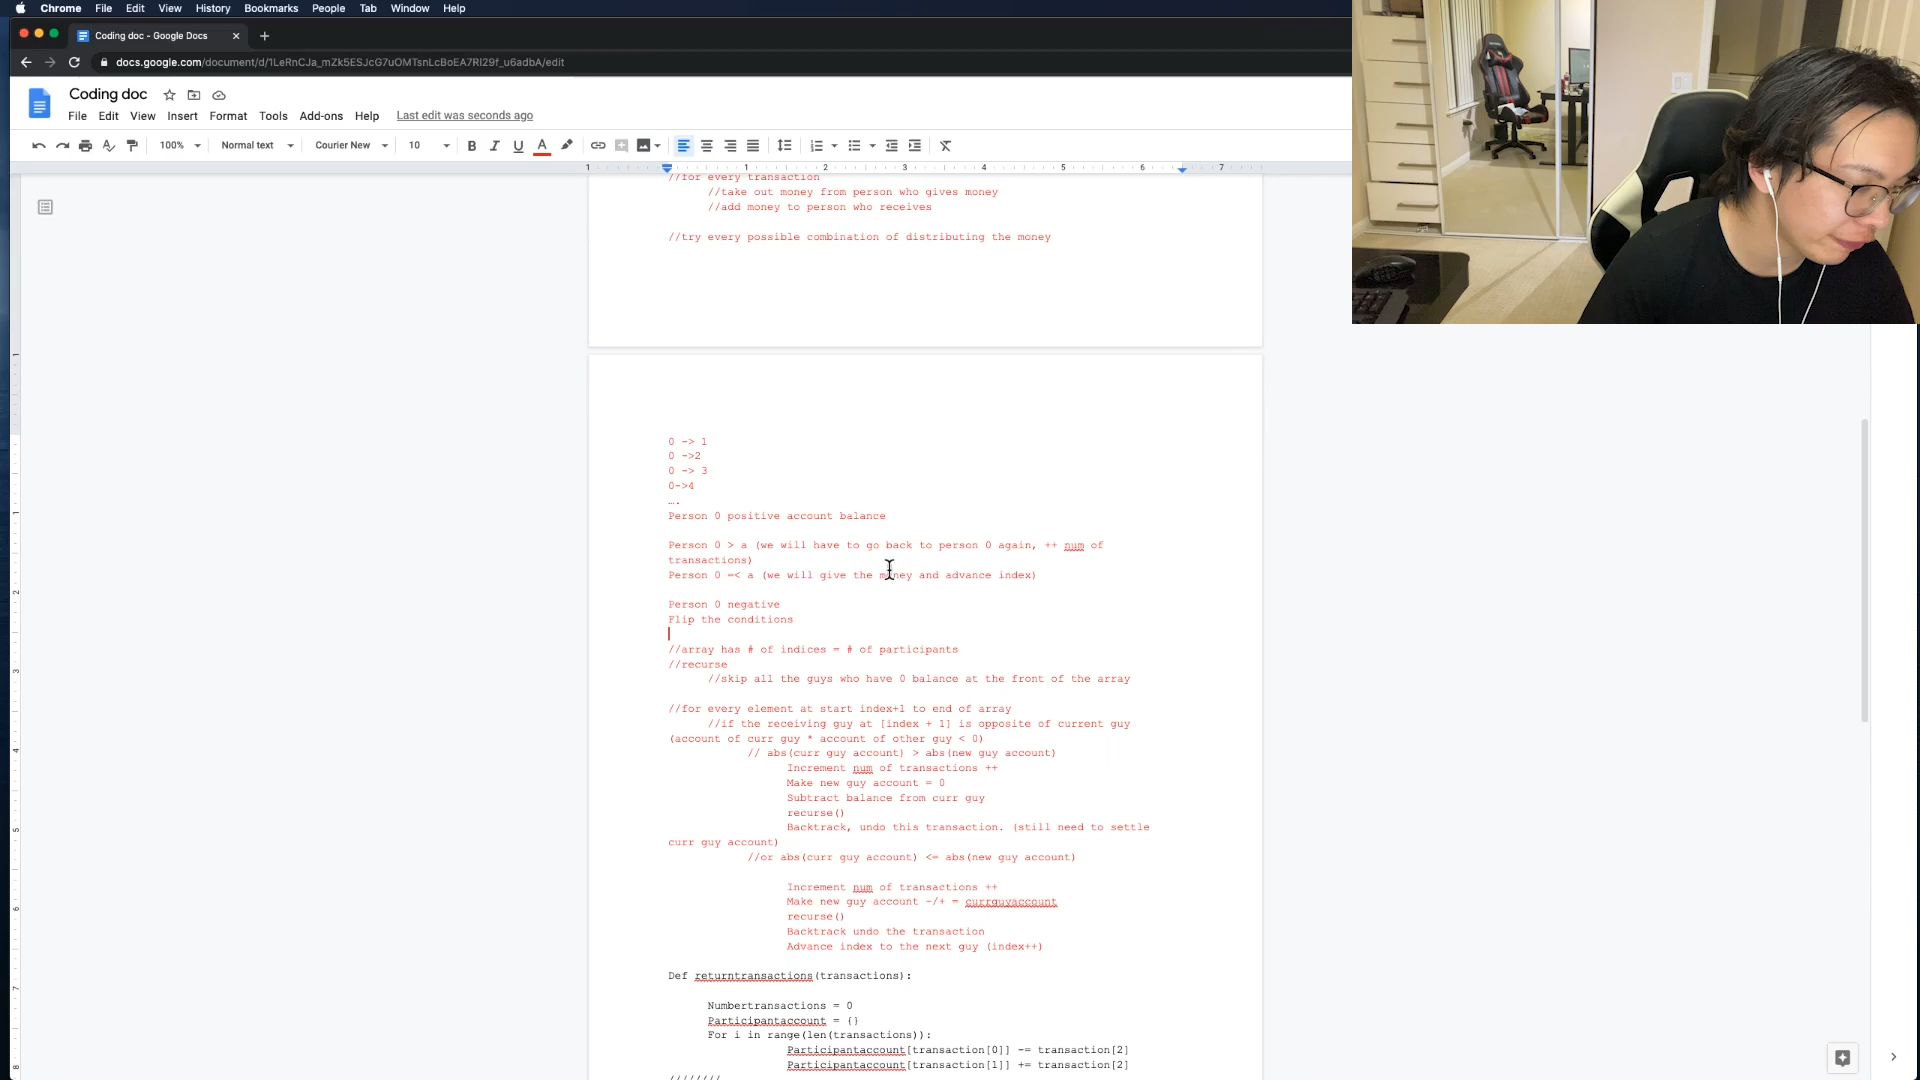 Chrome File Edit View History Bookmarks People Tab Window Help
Coding doc - Google Docs
docs.google.com/document/d/1LeRnCJa_mZk5ESJcG7uOMTsnLcBoEA7RI29f_u6adbA/edit
Coding doc
File Edit View Insert Format Tools Add-ons Help Last edit was seconds ago
100% Normal text Courier New 10 B I U A
1 1 2 3 4 5 6 7
//for every transaction
//take out money from person who gives money
//add money to person who receives
//try every possible combination of distributing the money
0 -> 1
0 ->2
0 -> 3
0->4
….
Person 0 positive account balance
Person 0 > a (we will have to go back to person 0 again, ++ num of
transactions)
Person 0 =< a (we will give the money and advance index)
Person 0 negative
Flip the conditions
//array has # of indices = # of participants
//recurse
//skip all the guys who have 0 balance at the front of the array
//for every element at start index+1 to end of array
//if the receiving guy at [index + 1] is opposite of current guy
(account of curr guy * account of other guy < 0)
// abs(curr guy account) > abs(new guy account)
Increment num of transactions ++
Make new guy account = 0
Subtract balance from curr guy
recurse()
Backtrack, undo this transaction. (still need to settle
curr guy account)
//or abs(curr guy account) <= abs(new guy account)
Increment num of transactions ++
Make new guy account -/+ = currguyaccount
recurse()
Backtrack undo the transaction
Advance index to the next guy (index++)
Def returntransactions(transactions):
Numbertransactions = 0
Participantaccount = {}
For i in range(len(transactions)):
Participantaccount[transaction[0]] -= transaction[2]
Participantaccount[transaction[1]] += transaction[2]
////////